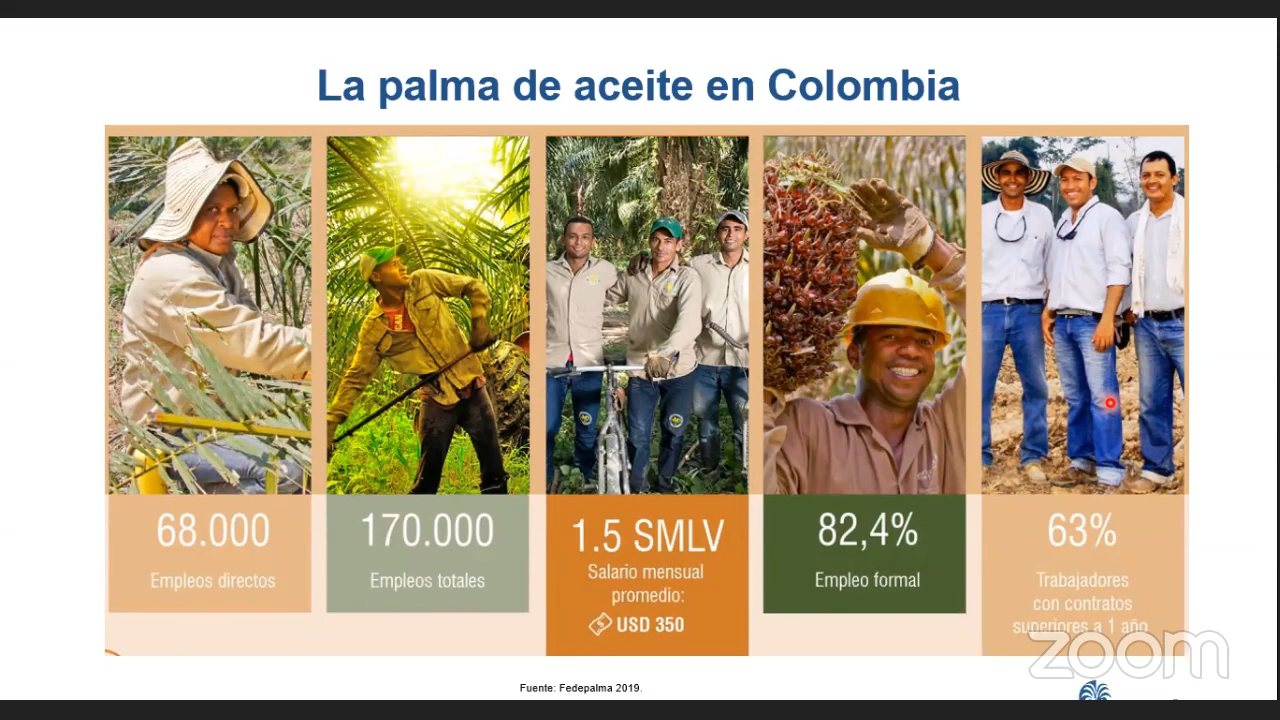 La palma de aceite en Colombia
68.000
Empleos directos
170.000
Empleos totales
1.5 SMLV
Salario mensual
promedio:
USD 350
82,4%
Empleo formal
63%
Trabajadores
con contratos
superiores a 1 año
zoom
Fuente: Fedepalma 2019.